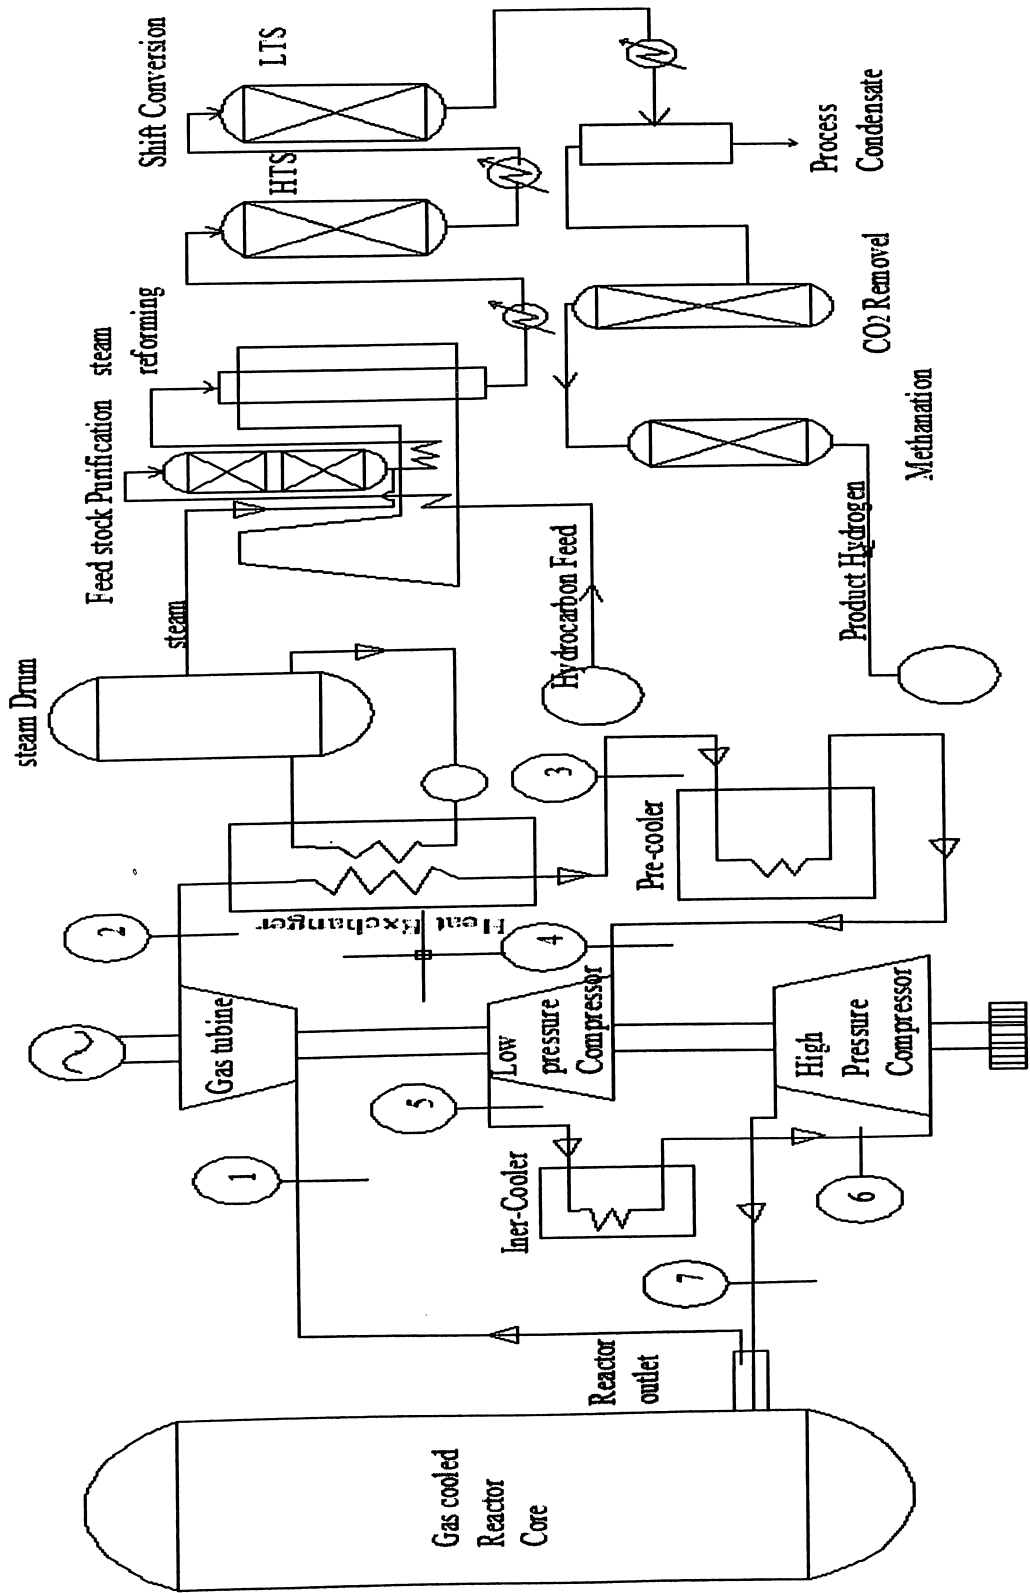 Gas cooled
Reactor
Core
Reactor
outlet
1
7
6
Iner-Cooler
5
Gas tubine
Low
pressure
Compressor
High
Pressure
Compressor
2
4
3
Heat Exchanger
Pre-cooler
steam Drum
steam
Hydrocarbon Feed
Product Hydrogen
Feed stock Purification
steam
reforming
Shift Conversion
HTS
LTS
Methanation
CO2 Removel
Process
Condensate